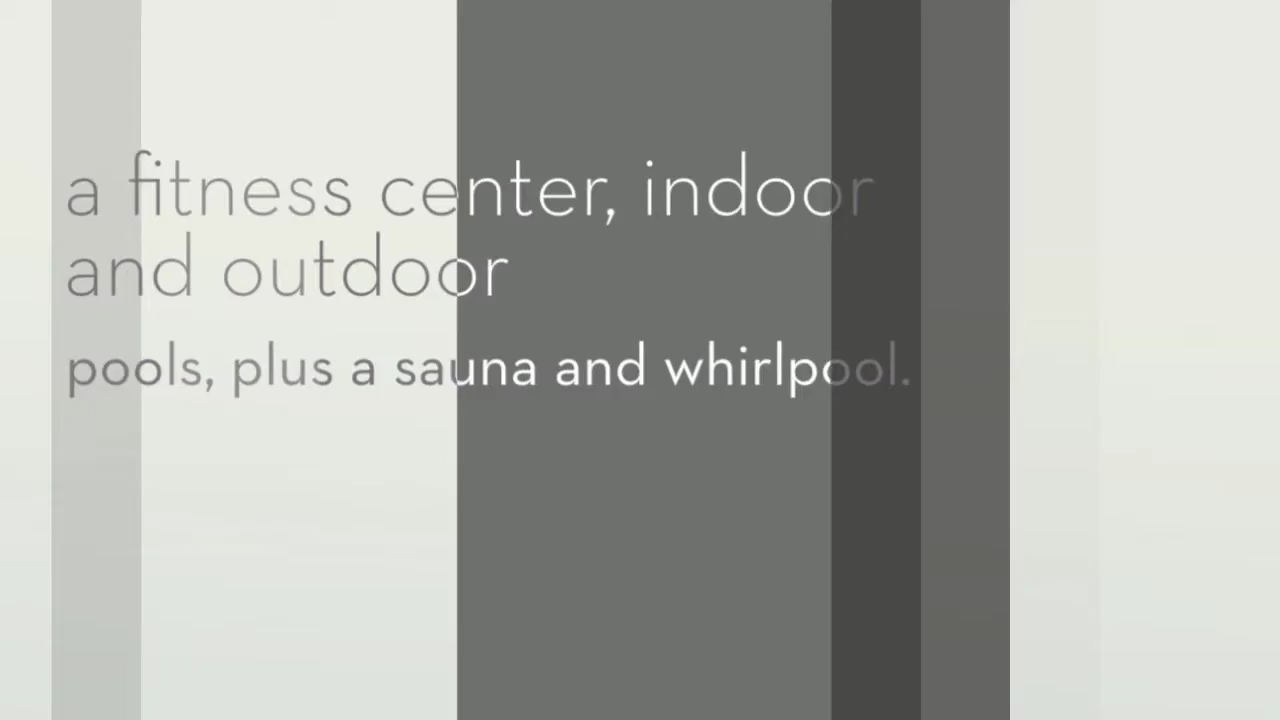 a fitness center, indoor
and outdoor
pools, plus a sauna and whirlpool.